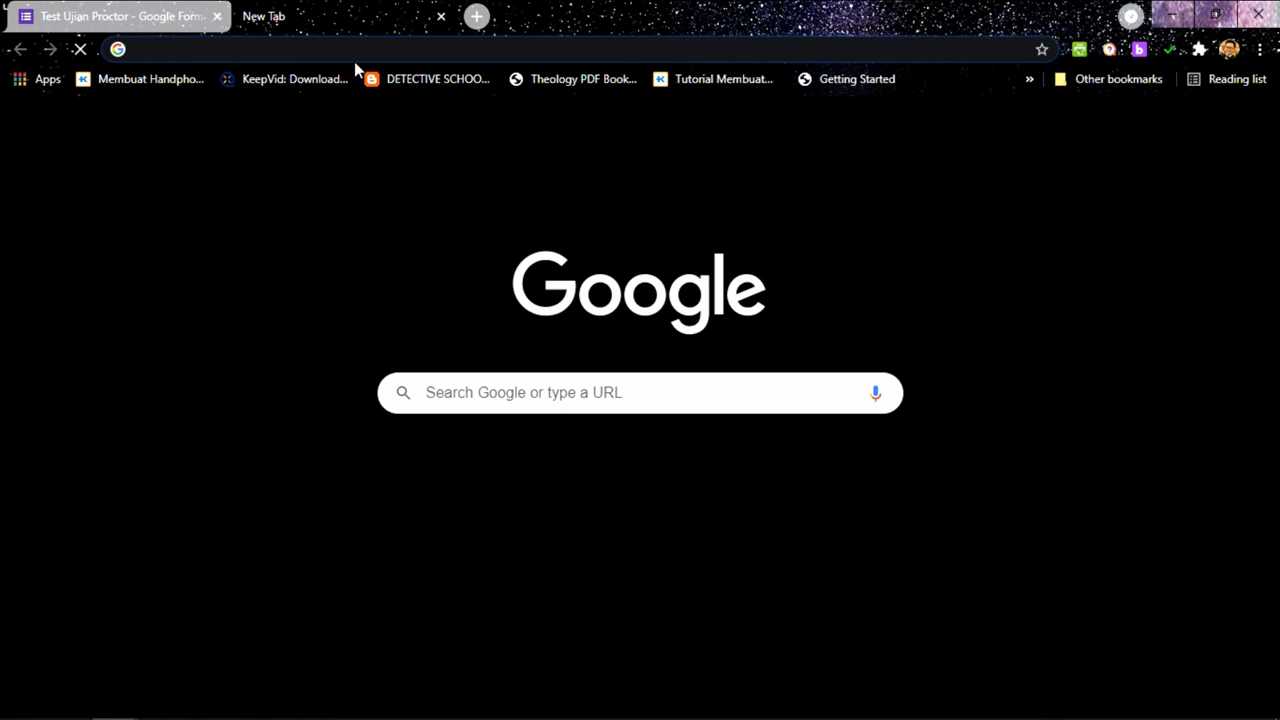 Test Ujian Proctor - Google Form
New Tab
Apps
Membuat Handpho...
KeepVid: Download...
DETECTIVE SCHOO...
Theology PDF Book...
Tutorial Membuat...
Getting Started
»
Other bookmarks
Reading list
Google
Search Google or type a URL